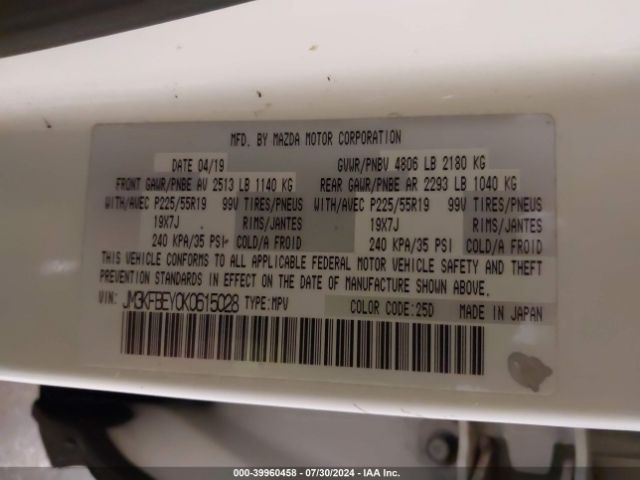 MFD. BY MAZDA MOTOR CORPORATION
DATE 04/19 GVWR/PNBV 4806 LB 2180 KG
FRONT GAWR/PNBE AV 2513 LB 1140 KG REAR GAWR/PNBE AR 2293 LB 1040 KG
WITH/AVEC P225/55R19 99V TIRES/PNEUS WITH/AVEC P225/55R19 99V TIRES/PNEUS
19X7J RIMS/JANTES 19X7J RIMS/JANTES
240 KPA/35 PSI COLD/A FROID 240 KPA/35 PSI COLD/A FROID
THIS VEHICLE CONFORMS TO ALL APPLICABLE FEDERAL MOTOR VEHICLE SAFETY AND THEFT
PREVENTION STANDARDS IN EFFECT ON THE DATE OF MANUFACTURE SHOWN ABOVE.
VIN: JM3KFBEY0K0615028 TYPE:MPV COLOR CODE:25D MADE IN JAPAN
000-39960458 - 07/30/2024 - IAA Inc.